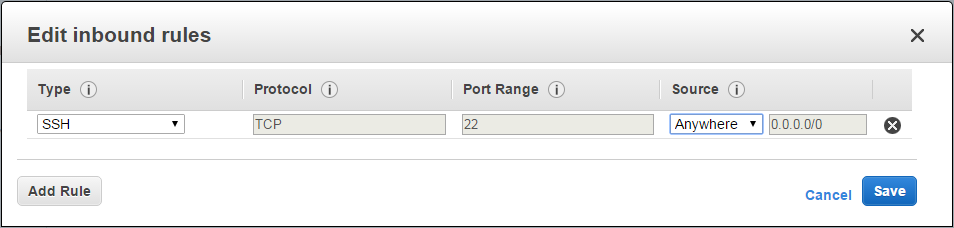 Edit inbound rules
Type Protocol Port Range Source
SSH TCP 22 Anywhere 0.0.0.0/0
Add Rule Cancel Save